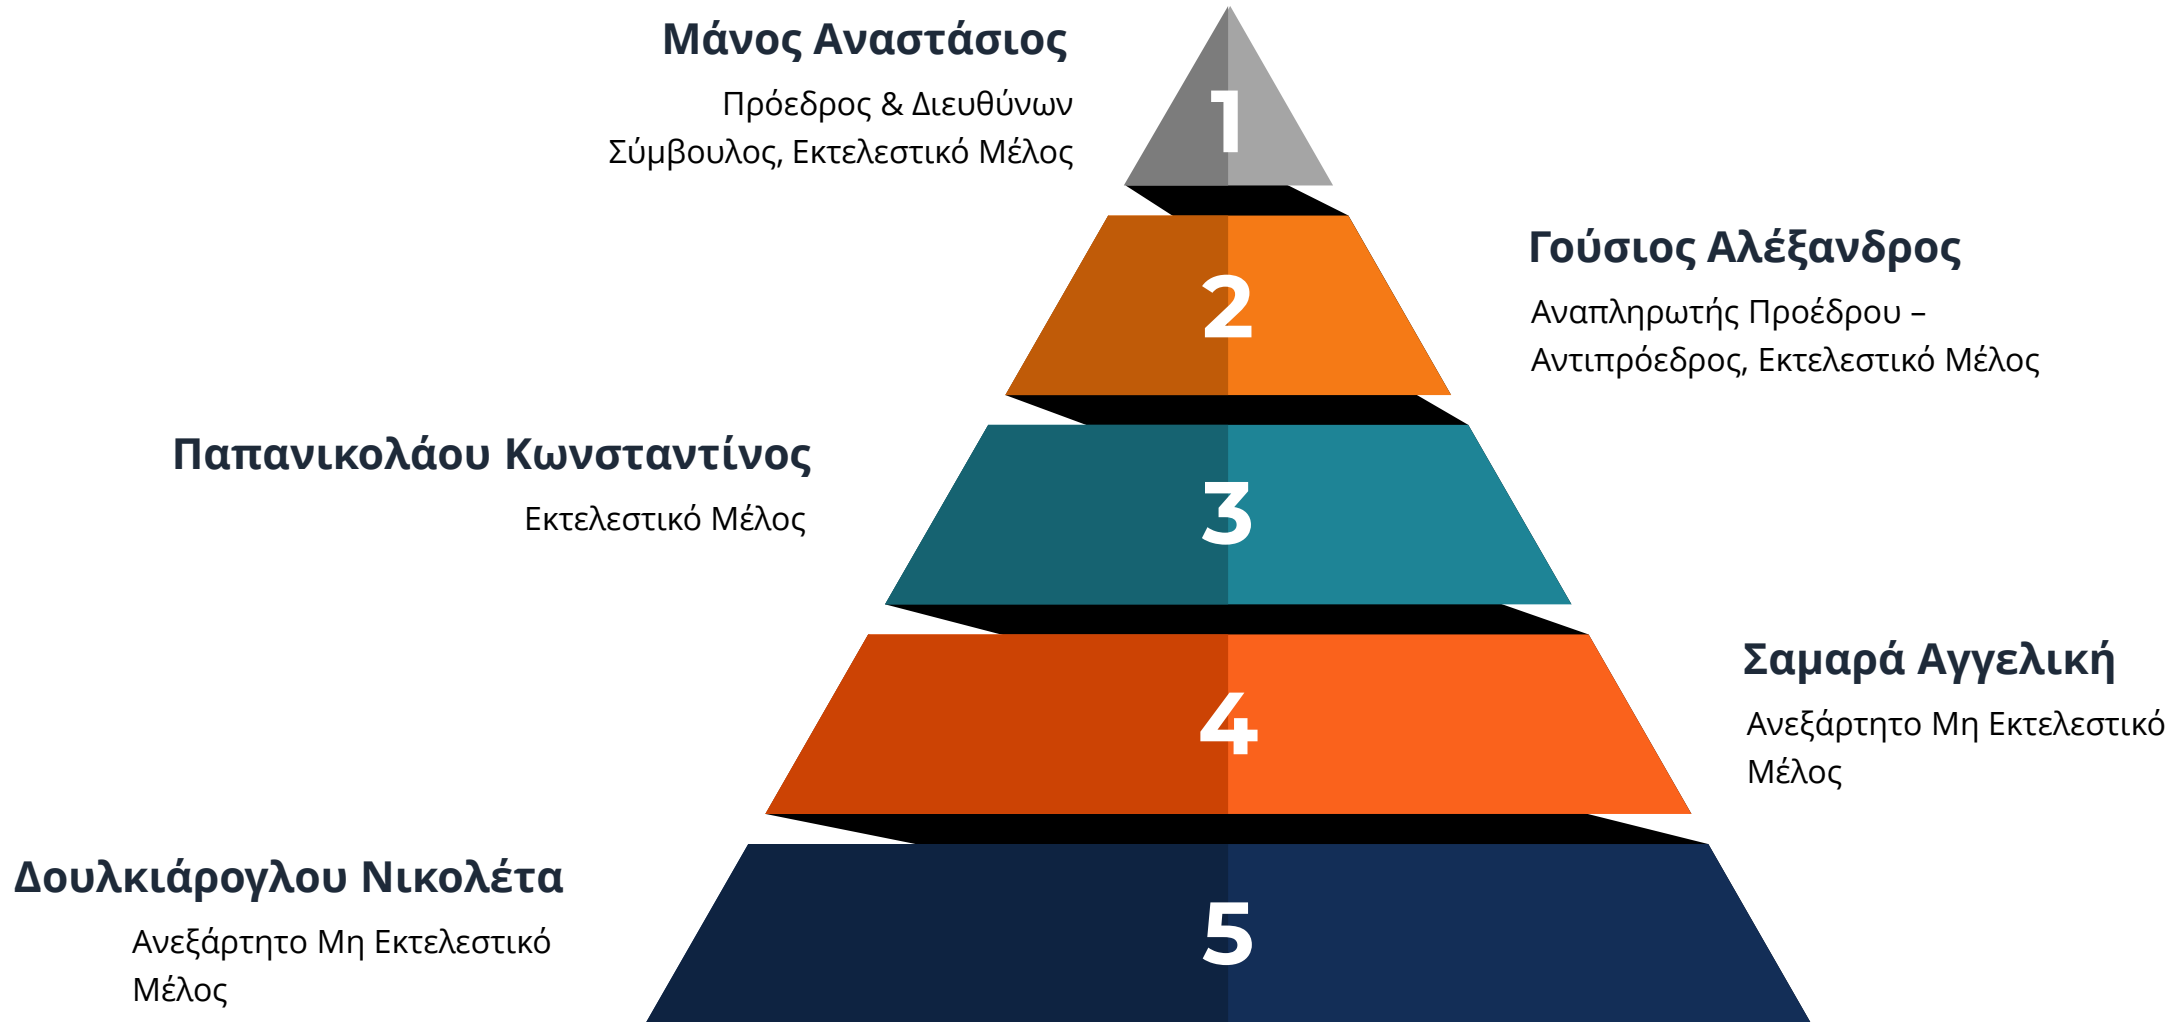 Μάνος Αναστάσιος
Πρόεδρος & Διευθύνων
Σύμβουλος, Εκτελεστικό Μέλος
1
Γούσιος Αλέξανδρος
Αναπληρωτής Προέδρου –
Αντιπρόεδρος, Εκτελεστικό Μέλος
2
Παπανικολάου Κωνσταντίνος
Εκτελεστικό Μέλος
3
Σαμαρά Αγγελική
Ανεξάρτητο Μη Εκτελεστικό
Μέλος
4
Δουλκιάρογλου Νικολέτα
Ανεξάρτητο Μη Εκτελεστικό
Μέλος
5